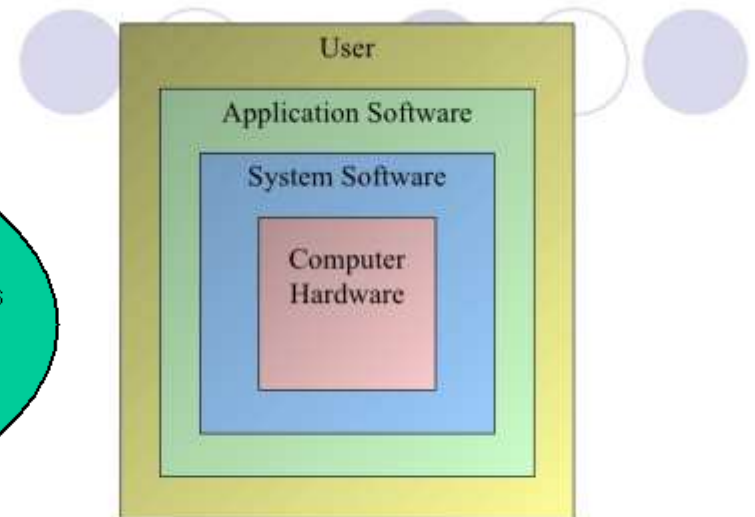 User
Application Software
System Software
Computer
Hardware